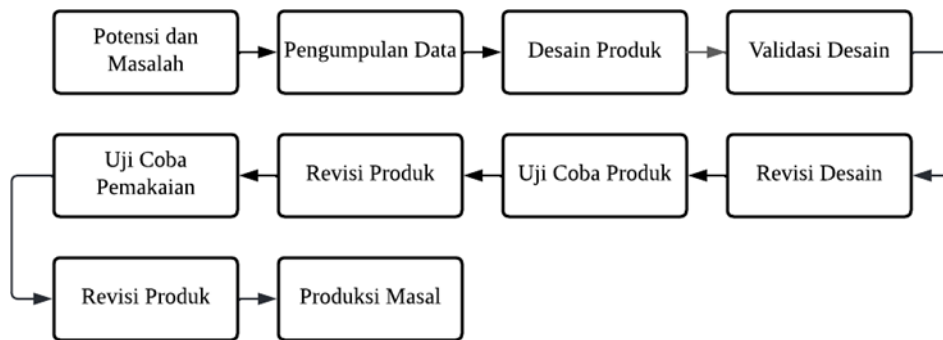 Potensi dan
Masalah
Pengumpulan Data
Desain Produk
Validasi Desain
Uji Coba
Pemakaian
Revisi Produk
Uji Coba Produk
Revisi Desain
Revisi Produk
Produksi Masal